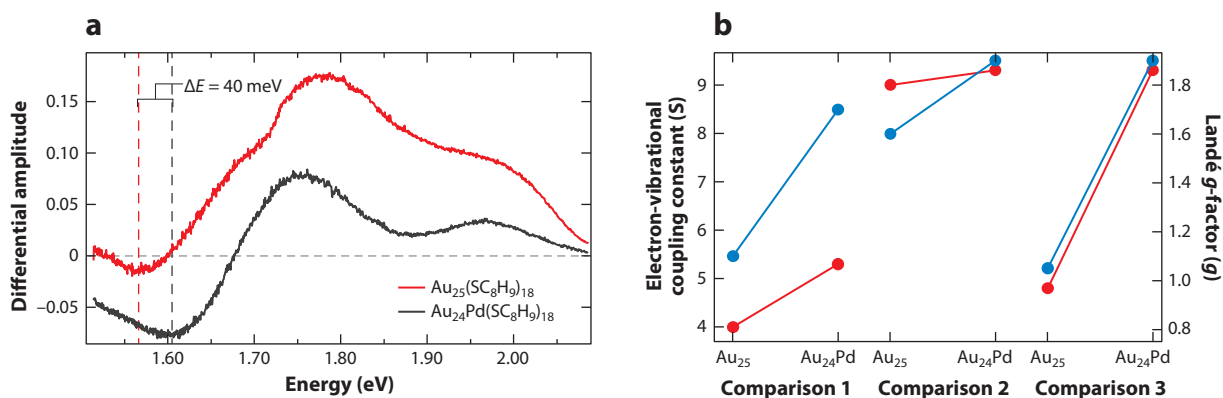 a
ΔE = 40 meV
0.15
0.10
0.05
0
−0.05
Differential amplitude
Au25(SC8H9)18
Au24Pd(SC8H9)18
1.60
1.70
1.80
1.90
2.00
Energy (eV)
b
9
8
7
6
5
4
Electron-vibrational
coupling constant (S)
1.8
1.6
1.4
1.2
1.0
0.8
Landé g-factor (g)
Au25 Au24Pd Au25 Au24Pd Au25 Au24Pd
Comparison 1 Comparison 2 Comparison 3